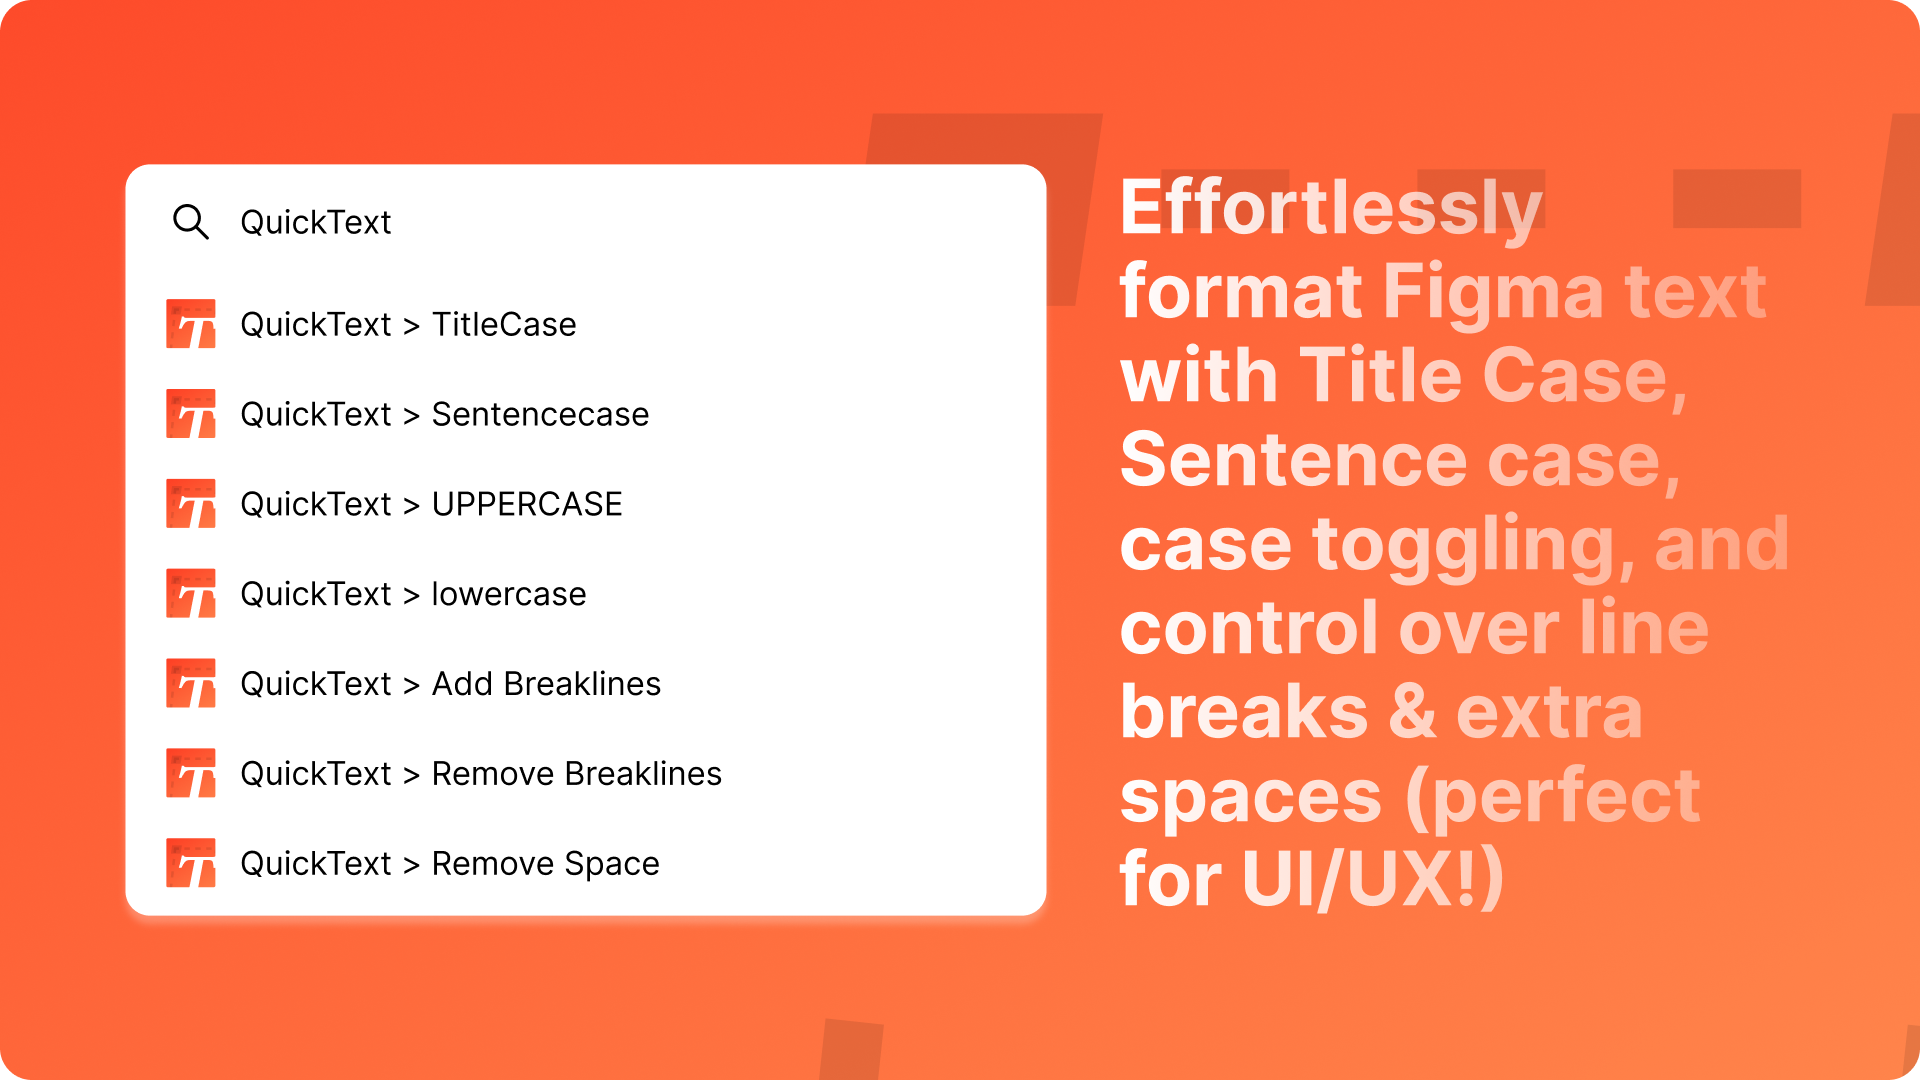 QuickText
QuickText > TitleCase
QuickText > Sentencecase
QuickText > UPPERCASE
QuickText > lowercase
QuickText > Add Breaklines
QuickText > Remove Breaklines
QuickText > Remove Space
Effortlessly
format Figma text
with Title Case,
Sentence case,
case toggling, and
control over line
breaks & extra
spaces (perfect
for UI/UX!)